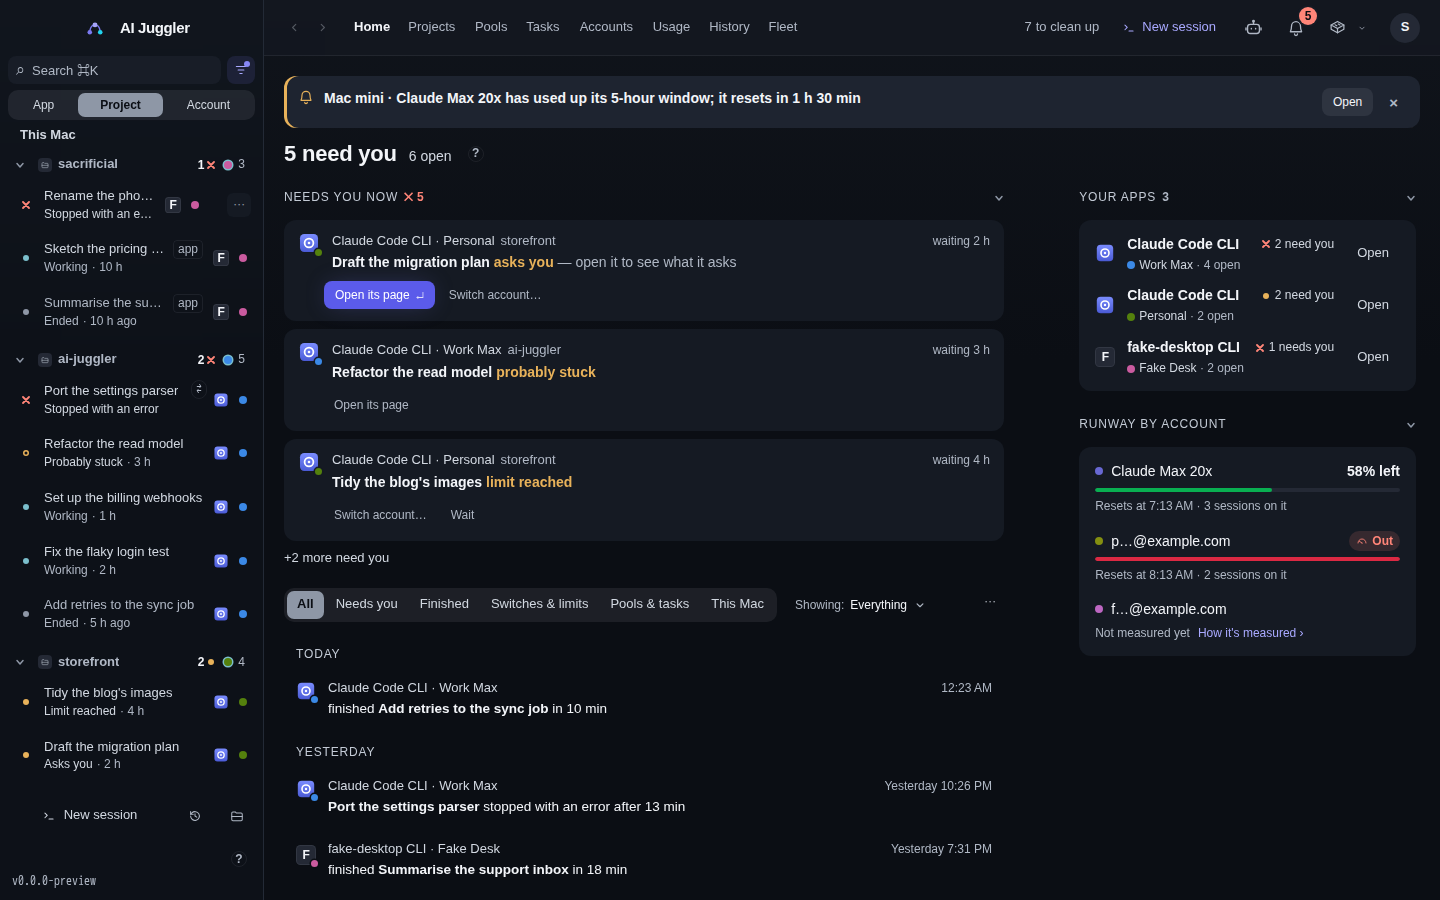 AI Juggler
Search ⌘K
App Project Account
This Mac
sacrificial 1 3
Rename the pho… F
Stopped with an e…
Sketch the pricing … app F
Working · 10 h
Summarise the su… app F
Ended · 10 h ago
ai-juggler 2 5
Port the settings parser
Stopped with an error
Refactor the read model
Probably stuck · 3 h
Set up the billing webhooks
Working · 1 h
Fix the flaky login test
Working · 2 h
Add retries to the sync job
Ended · 5 h ago
storefront 2 4
Tidy the blog's images
Limit reached · 4 h
Draft the migration plan
Asks you · 2 h
New session
?
v0.0.0-preview
Home Projects Pools Tasks Accounts Usage History Fleet
7 to clean up New session 5 S
Mac mini · Claude Max 20x has used up its 5-hour window; it resets in 1 h 30 min Open ×
5 need you 6 open ?
NEEDS YOU NOW 5
Claude Code CLI · Personal storefront waiting 2 h
Draft the migration plan asks you — open it to see what it asks
Open its page Switch account…
Claude Code CLI · Work Max ai-juggler waiting 3 h
Refactor the read model probably stuck
Open its page
Claude Code CLI · Personal storefront waiting 4 h
Tidy the blog's images limit reached
Switch account… Wait
+2 more need you
All Needs you Finished Switches & limits Pools & tasks This Mac Showing: Everything
TODAY
Claude Code CLI · Work Max 12:23 AM
finished Add retries to the sync job in 10 min
YESTERDAY
Claude Code CLI · Work Max Yesterday 10:26 PM
Port the settings parser stopped with an error after 13 min
F fake-desktop CLI · Fake Desk Yesterday 7:31 PM
finished Summarise the support inbox in 18 min
YOUR APPS 3
Claude Code CLI 2 need you Open
Work Max · 4 open
Claude Code CLI 2 need you Open
Personal · 2 open
F fake-desktop CLI 1 needs you Open
Fake Desk · 2 open
RUNWAY BY ACCOUNT
Claude Max 20x 58% left
Resets at 7:13 AM · 3 sessions on it
p…@example.com Out
Resets at 8:13 AM · 2 sessions on it
f…@example.com
Not measured yet How it's measured ›